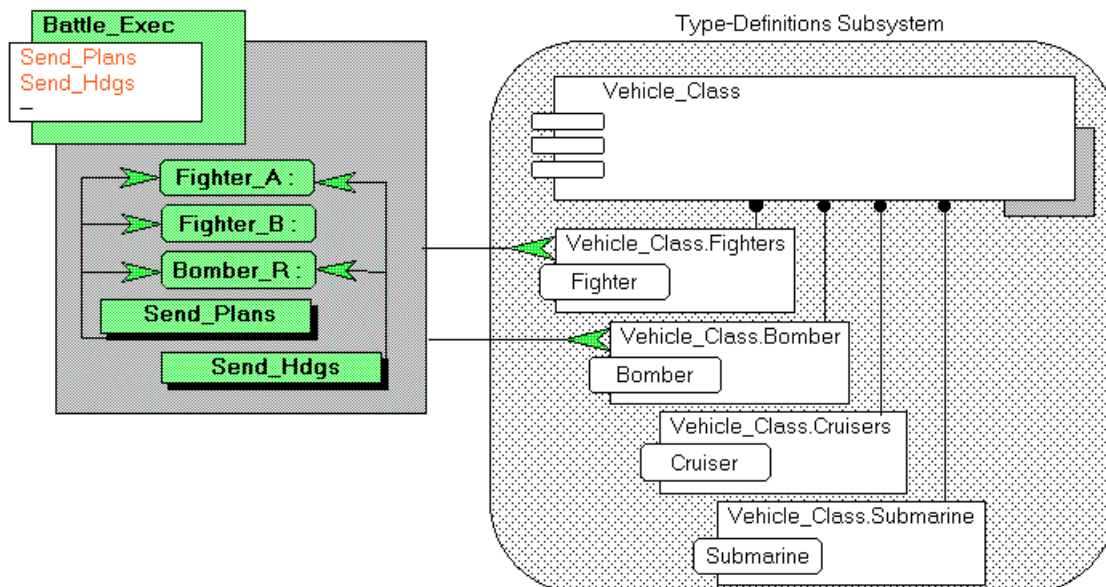 Battle_Exec
Send_Plans
Send_Hdgs
_
Fighter_A :
Fighter_B :
Bomber_R :
Send_Plans
Send_Hdgs
Type-Definitions Subsystem
Vehicle_Class
Vehicle_Class.Fighters
Fighter
Vehicle_Class.Bomber
Bomber
Vehicle_Class.Cruisers
Cruiser
Vehicle_Class.Submarine
Submarine